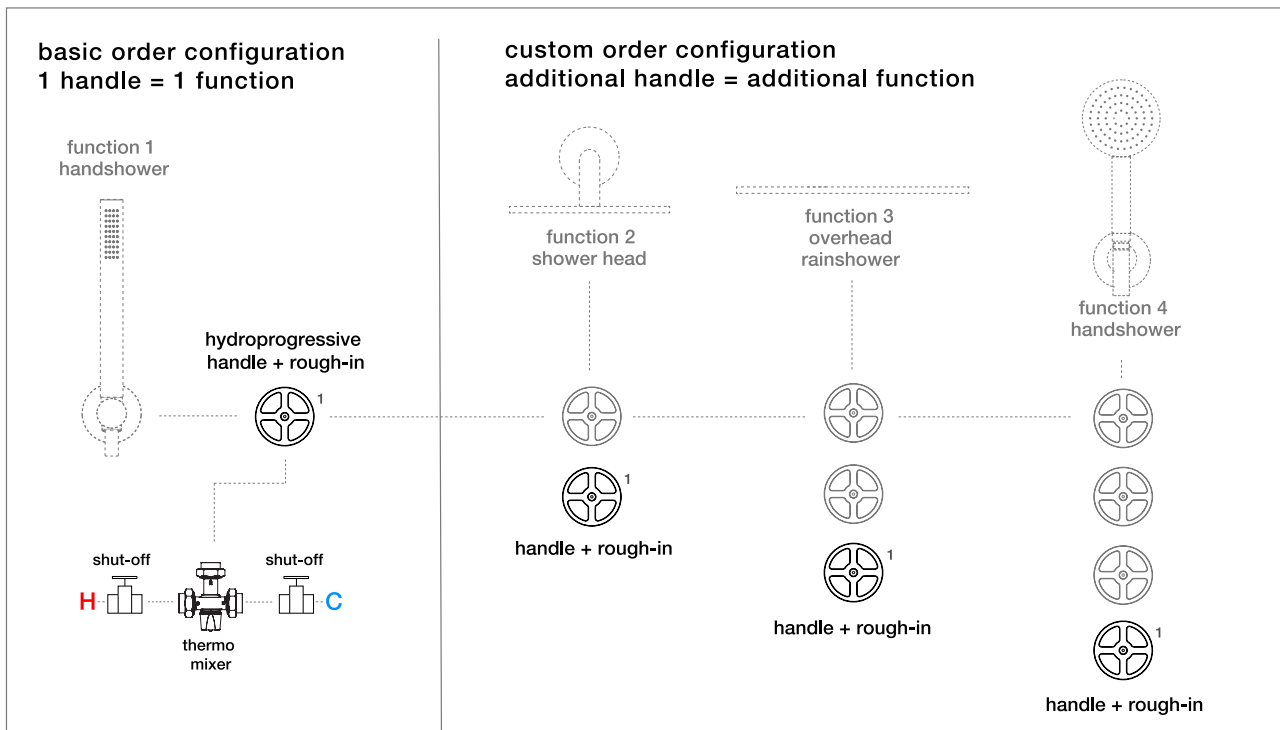 basic order configuration
1 handle = 1 function
custom order configuration
additional handle = additional function
function 1
handshower
hydroprogressive
handle + rough-in
1
shut-off
shut-off
H
C
thermo
mixer
function 2
shower head
1
handle + rough-in
function 3
overhead
rainshower
1
handle + rough-in
function 4
handshower
1
handle + rough-in